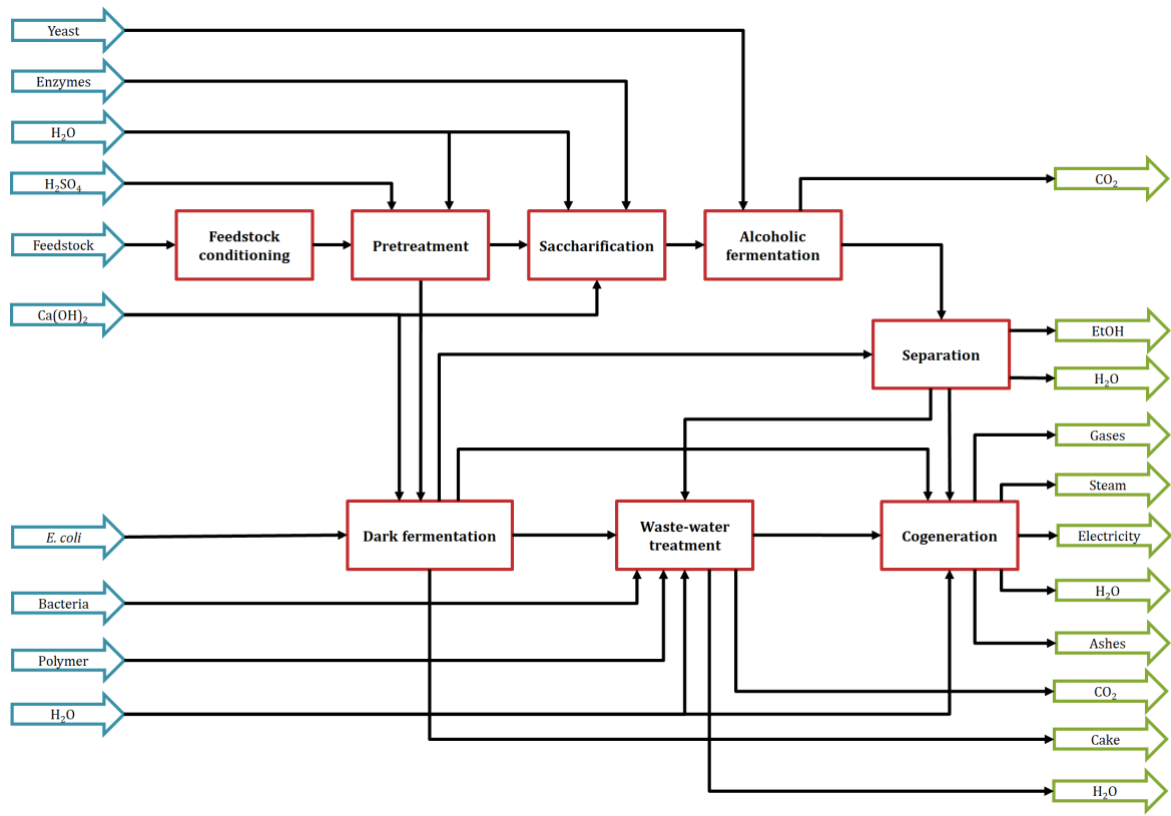 Yeast
Enzymes
H₂O
H₂SO₄
CO₂
Feedstock
Feedstock
conditioning
Pretreatment
Saccharification
Alcoholic
fermentation
Ca(OH)₂
Separation
EtOH
H₂O
Gases
Steam
E. coli
Dark fermentation
Waste-water
treatment
Cogeneration
Electricity
H₂O
Bacteria
Ashes
Polymer
CO₂
H₂O
Cake
H₂O